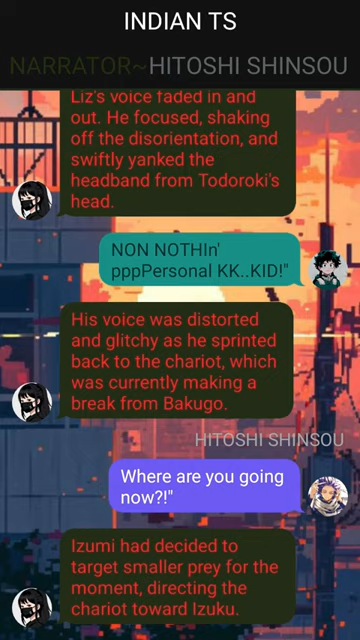 INDIAN TS
NARRATOR~HITOSHI SHINSOU
Liz's voice faded in and
out. He focused, shaking
off the disorientation, and
swiftly yanked the
headband from Todoroki's
head.
NON NOTHIn'
pppPersonal KK..KID!"
His voice was distorted
and glitchy as he sprinted
back to the chariot, which
was currently making a
break from Bakugo.
HITOSHI SHINSOU
Where are you going
now?!"
Izumi had decided to
target smaller prey for the
moment, directing the
chariot toward Izuku.